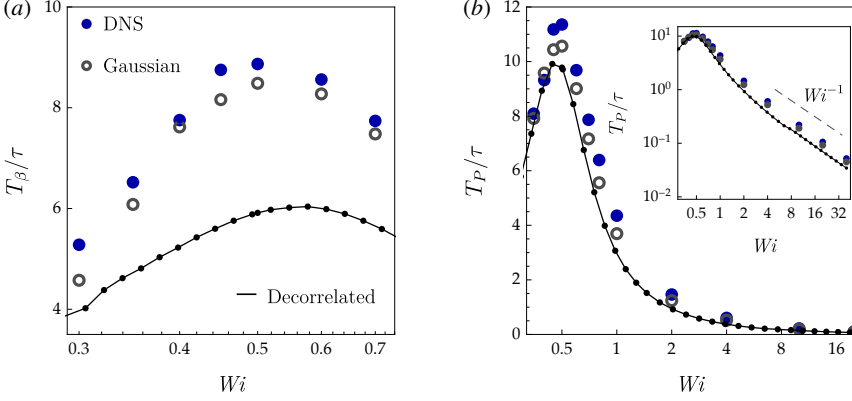 (a)
DNS
Gaussian
10
8
6
4
T_β/τ
Decorrelated
0.3 0.4 0.5 0.6 0.7
Wi
(b)
12
10
8
6
4
2
0
T_P/τ
0.5 1 2 4 8 16
Wi
10^1
10^0
10^−1
10^−2
T_P/τ
Wi^−1
0.5 1 2 4 8 16 32
Wi